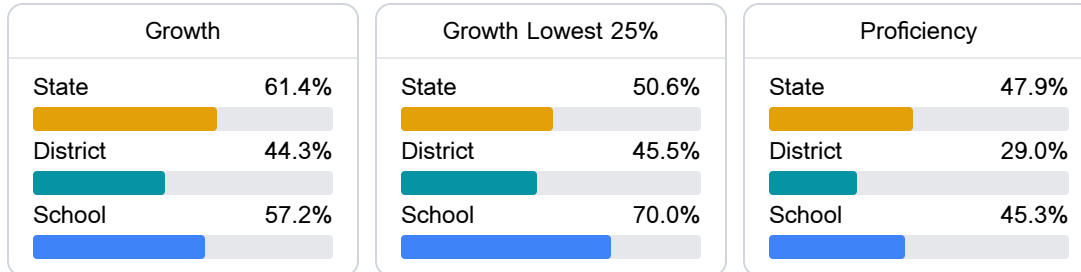 Growth
State 61.4%
District 44.3%
School 57.2%
Growth Lowest 25%
State 50.6%
District 45.5%
School 70.0%
Proficiency
State 47.9%
District 29.0%
School 45.3%